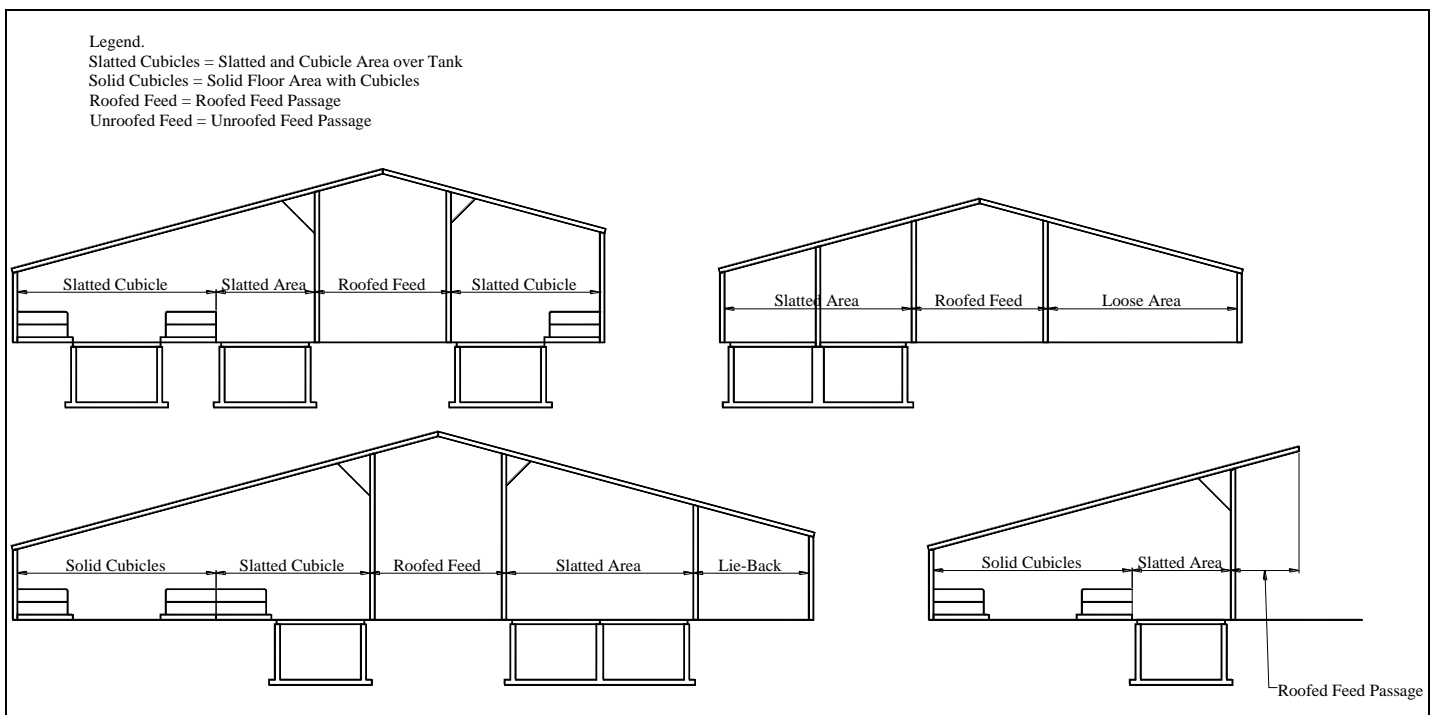 Legend.
Slatted Cubicles = Slatted and Cubicle Area over Tank
Solid Cubicles = Solid Floor Area with Cubicles
Roofed Feed = Roofed Feed Passage
Unroofed Feed = Unroofed Feed Passage
Slatted Cubicle
Slatted Area
Roofed Feed
Slatted Cubicle
Slatted Area
Roofed Feed
Loose Area
Solid Cubicles
Slatted Cubicle
Roofed Feed
Slatted Area
Lie-Back
Solid Cubicles
Slatted Area
Roofed Feed Passage